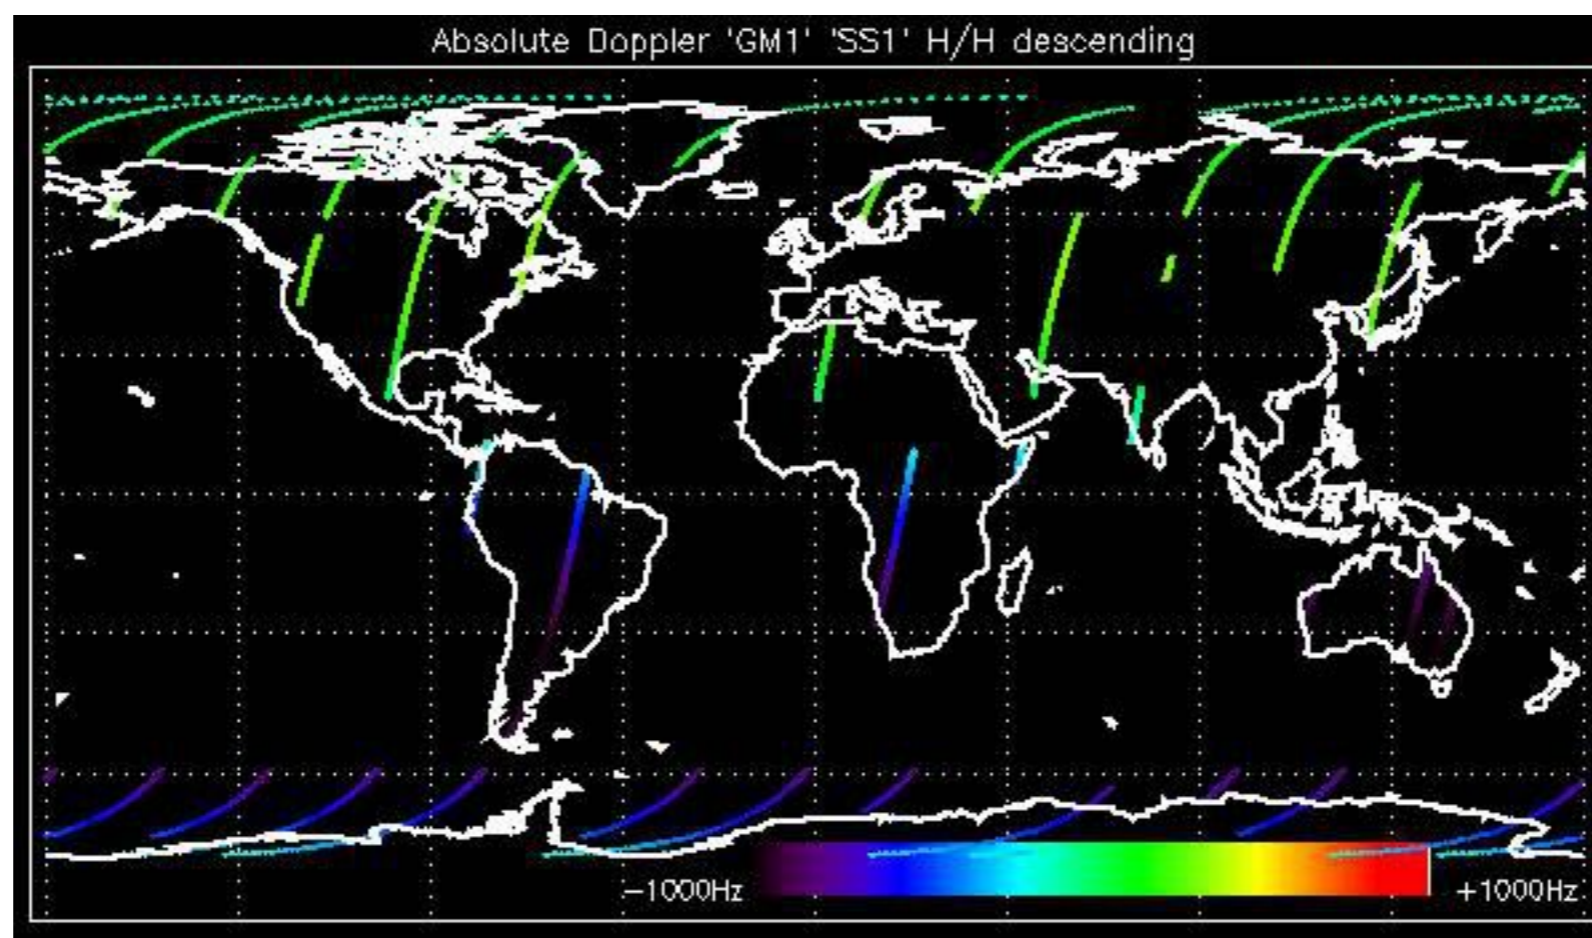 Absolute Doppler 'GM1' 'SS1' H/H descending
−1000Hz +1000Hz